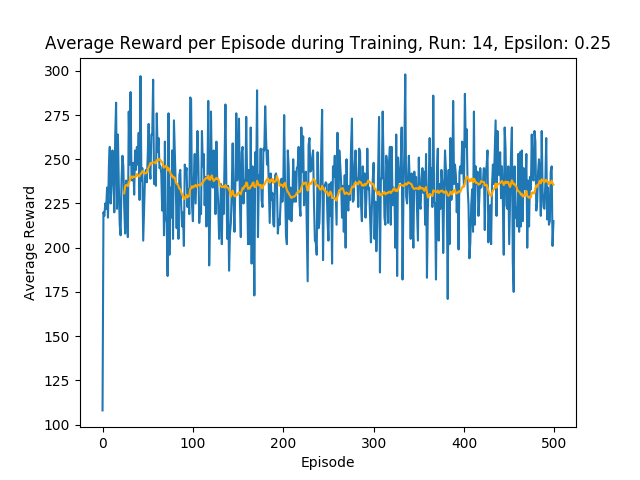 Average Reward per Episode during Training, Run: 14, Epsilon: 0.25
300
275
250
225
200
175
150
125
100
Average Reward
0 100 200 300 400 500
Episode